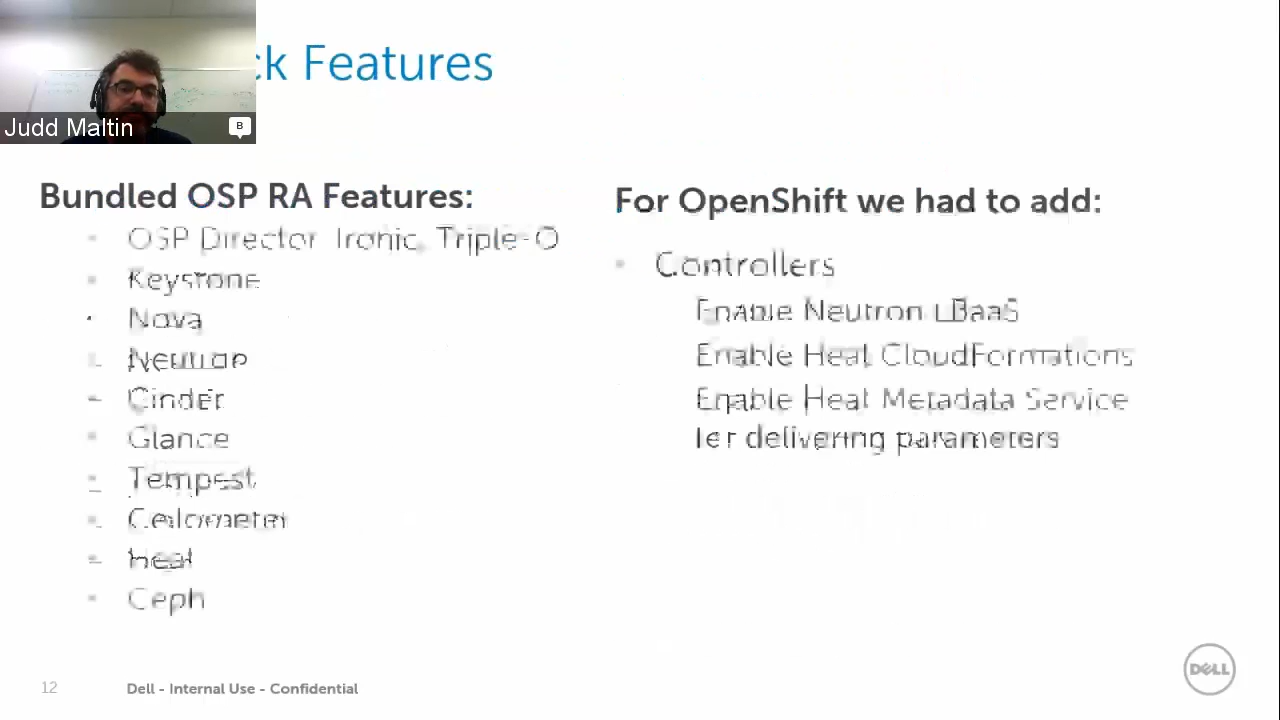 ck Features
Judd Maltin
B
Bundled OSP RA Features:
OSP Director Ironic, Triple-O
Keystone
Nova
Neutron
Cinder
Glance
Tempest
Ceilometer
Heat
Ceph
For OpenShift we had to add:
Controllers
Enable Neutron LBaaS
Enable Heat CloudFormations
Enable Heat Metadata Service
delivering parameters
12
Dell - Internal Use - Confidential
DELL